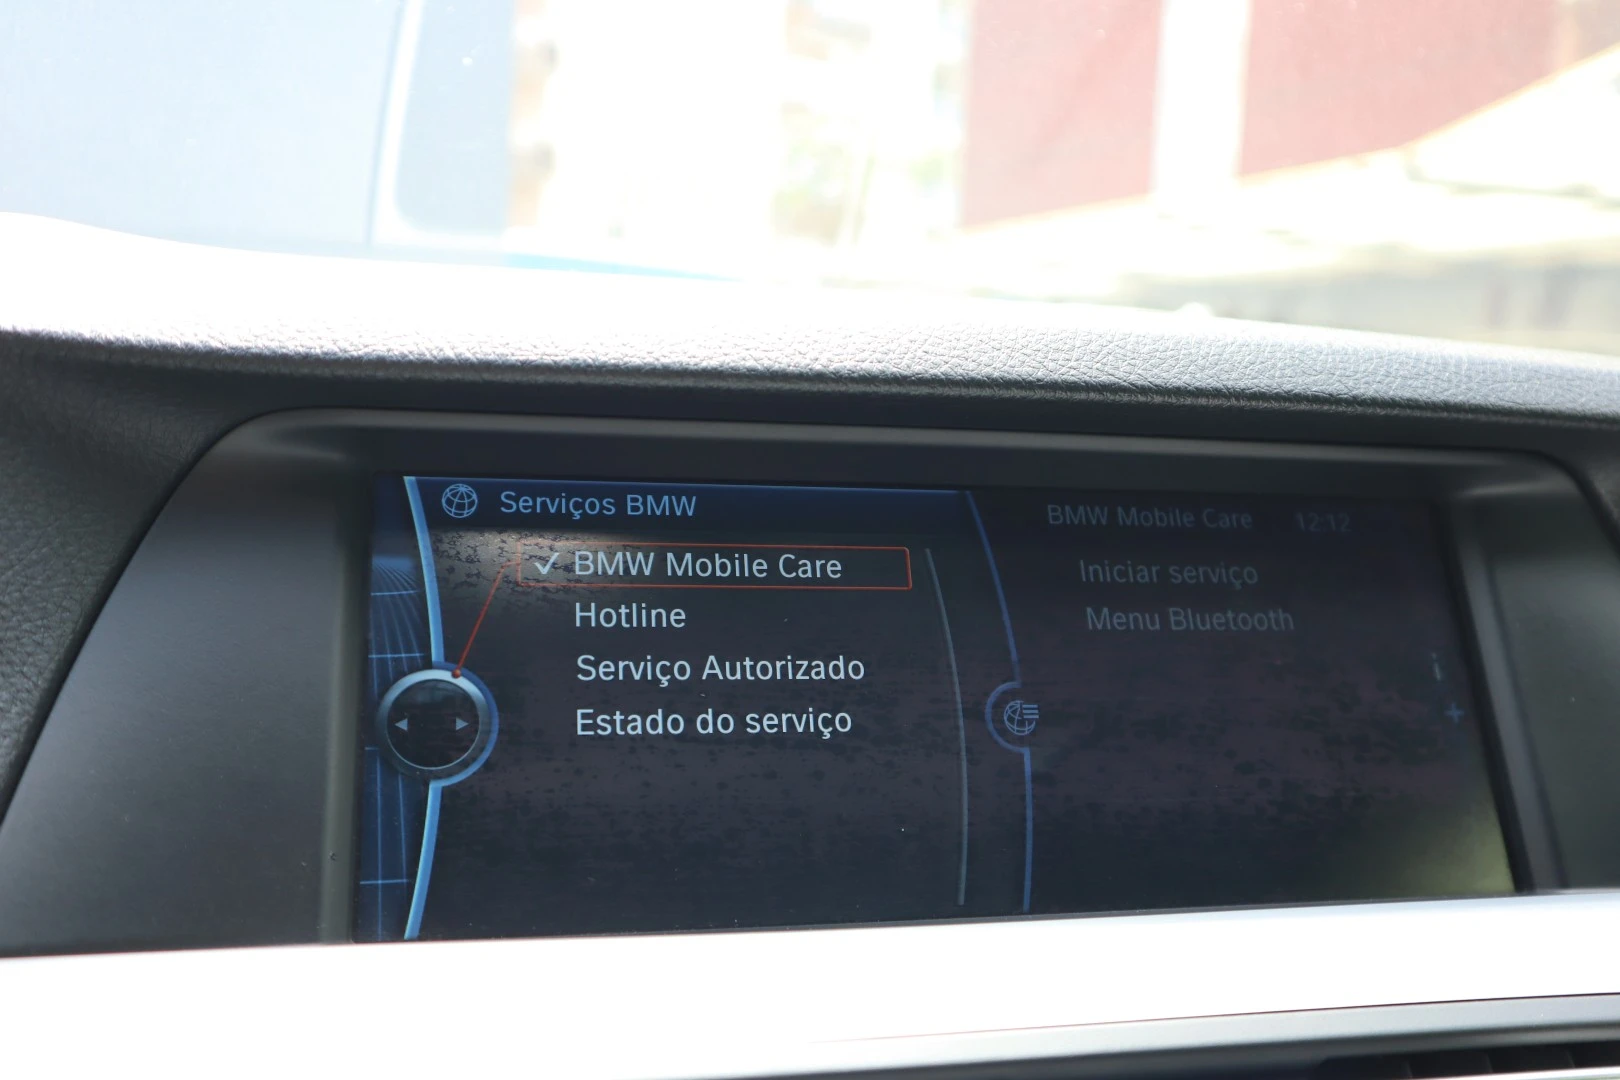 Serviços BMW
BMW Mobile Care
Hotline
Serviço Autorizado
Estado do serviço
BMW Mobile Care 12:12
Iniciar serviço
Menu Bluetooth